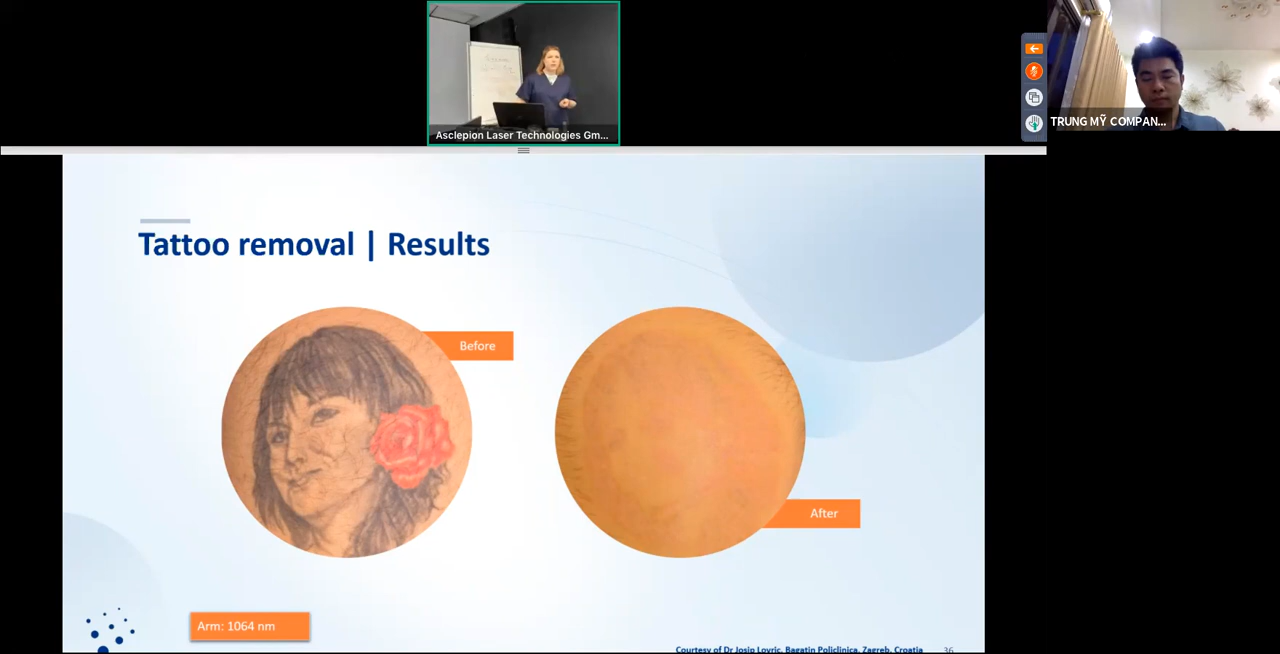 Asclepion Laser Technologies Gm...
TRUNG MỸ COMPAN...
Tattoo removal | Results
Before
After
Arm: 1064 nm
Courtesy of Dr Josip Lovric, Bagatin Policlinica, Zagreb, Croatia
36